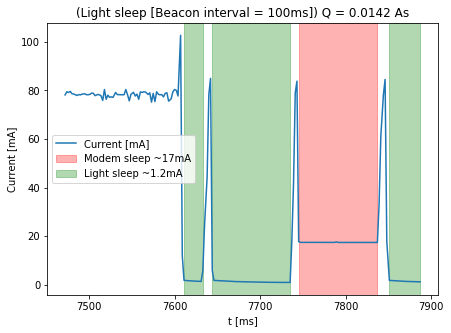 (Light sleep [Beacon interval = 100ms]) Q = 0.0142 As
Current [mA]
100
80
60
40
20
0
Current [mA]
Modem sleep ~17mA
Light sleep ~1.2mA
7500
7600
7700
7800
7900
t [ms]